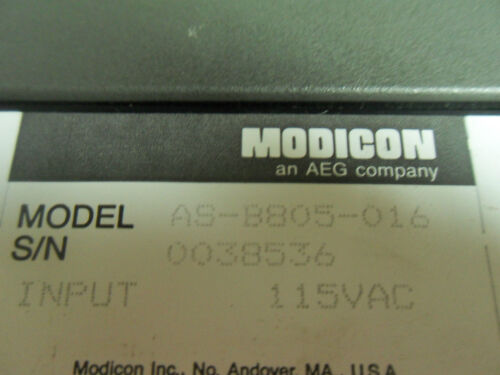 MODICON
an AEG company
MODEL AS-B805-016
S/N 0038536
INPUT 115VAC
Modicon Inc., No. Andover, MA., U.S.A.